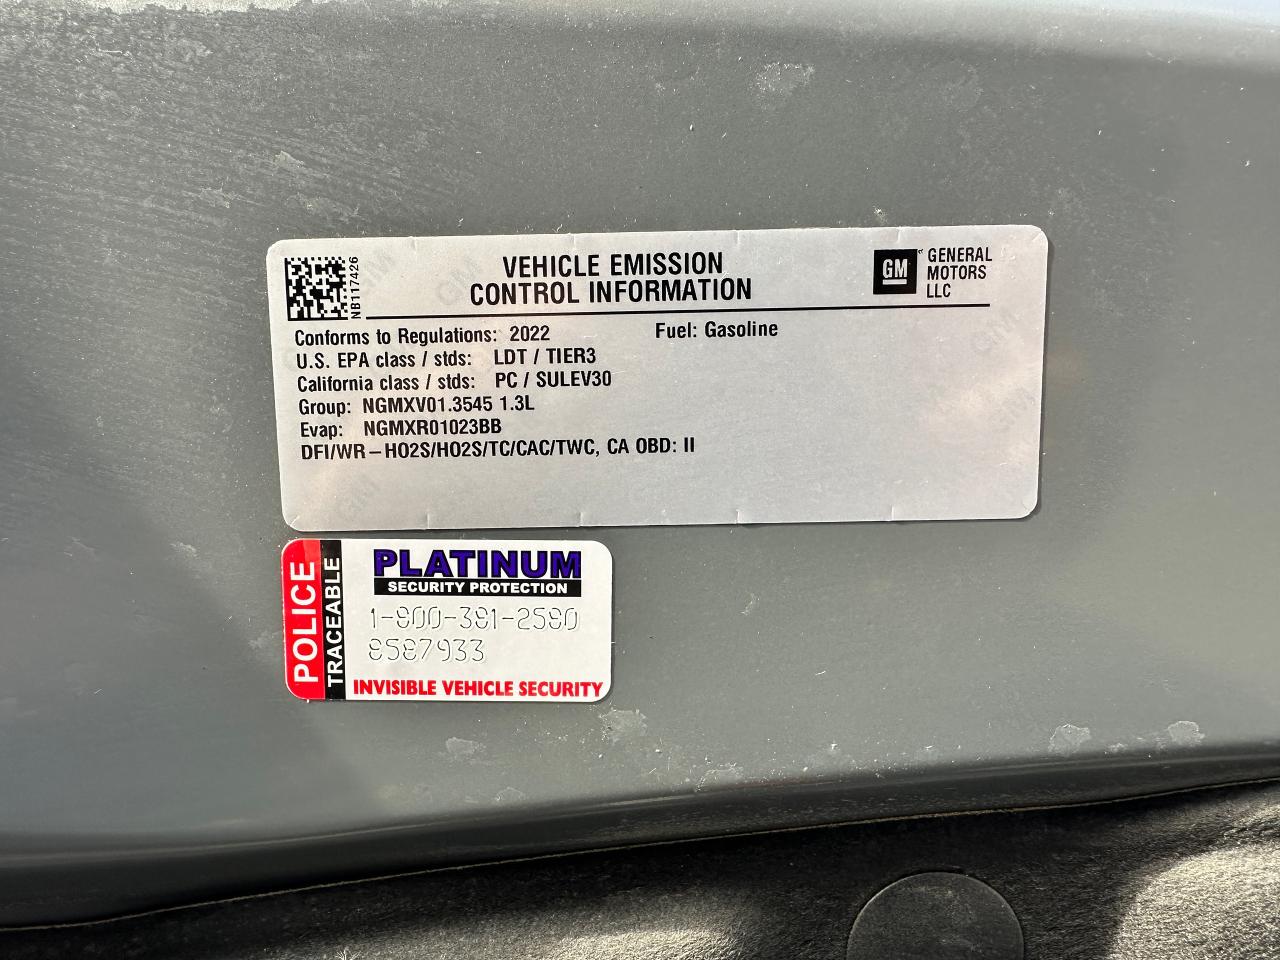 NB117426
VEHICLE EMISSION
CONTROL INFORMATION
GM
GENERAL
MOTORS
LLC
Conforms to Regulations: 2022 Fuel: Gasoline
U.S. EPA class / stds: LDT / TIER3
California class / stds: PC / SULEV30
Group: NGMXV01.3545 1.3L
Evap: NGMXR01023BB
DFI/WR–HO2S/HO2S/TC/CAC/TWC, CA OBD: II
POLICE
TRACEABLE
PLATINUM
SECURITY PROTECTION
1-800-381-2580
8587933
INVISIBLE VEHICLE SECURITY